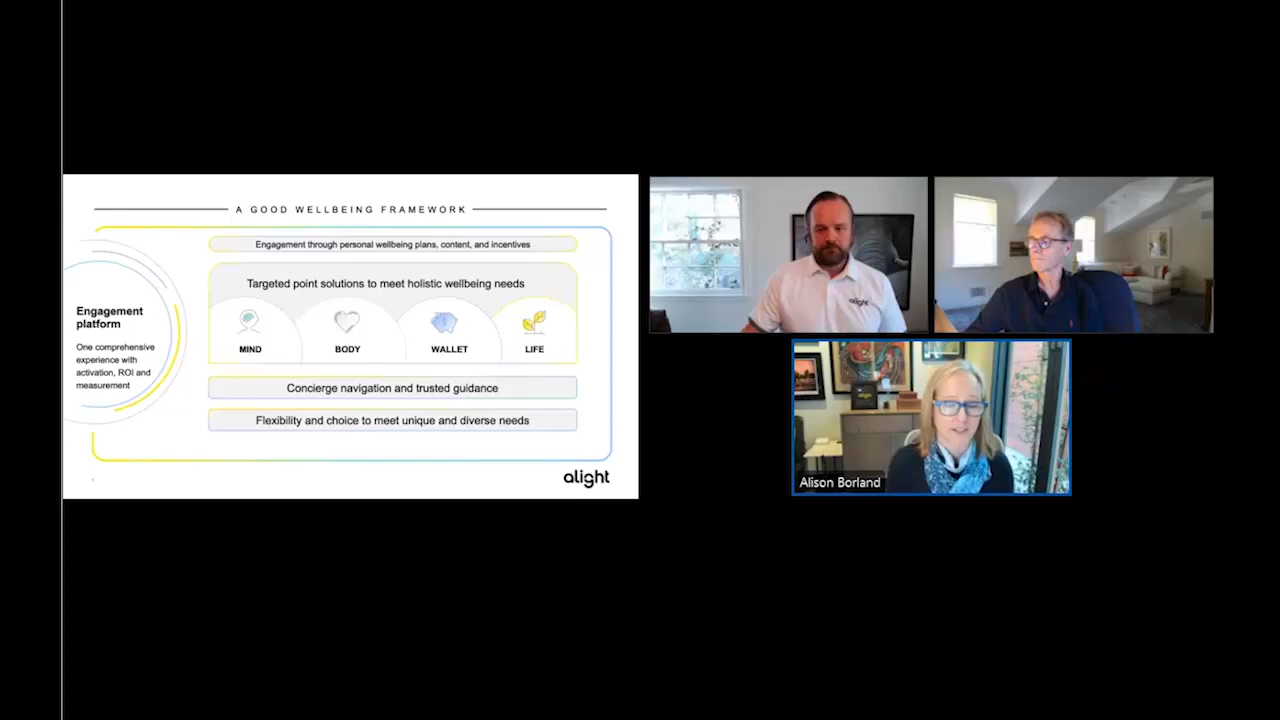 A GOOD WELLBEING FRAMEWORK
Engagement through personal wellbeing plans, content, and incentives
Targeted point solutions to meet holistic wellbeing needs
MIND
BODY
WALLET
LIFE
Engagement
platform
One comprehensive
experience with
activation, ROI and
measurement
Concierge navigation and trusted guidance
Flexibility and choice to meet unique and diverse needs
alight
alight
alight
Alison Borland